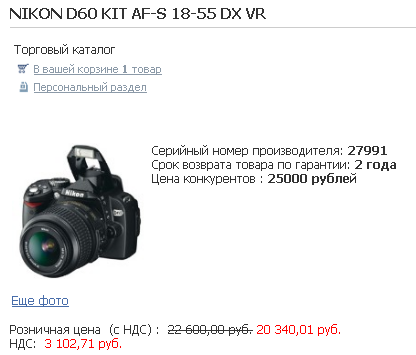 NIKON D60 KIT AF-S 18-55 DX VR
Торговый каталог
В вашей корзине 1 товар
Персональный раздел
Серийный номер производителя: 27991
Срок возврата товара по гарантии: 2 года
Цена конкурентов : 25000 рублей
Nikon
Еще фото
Розничная цена (с НДС) : 22 600,00 руб. 20 340,01 руб.
НДС: 3 102,71 руб.